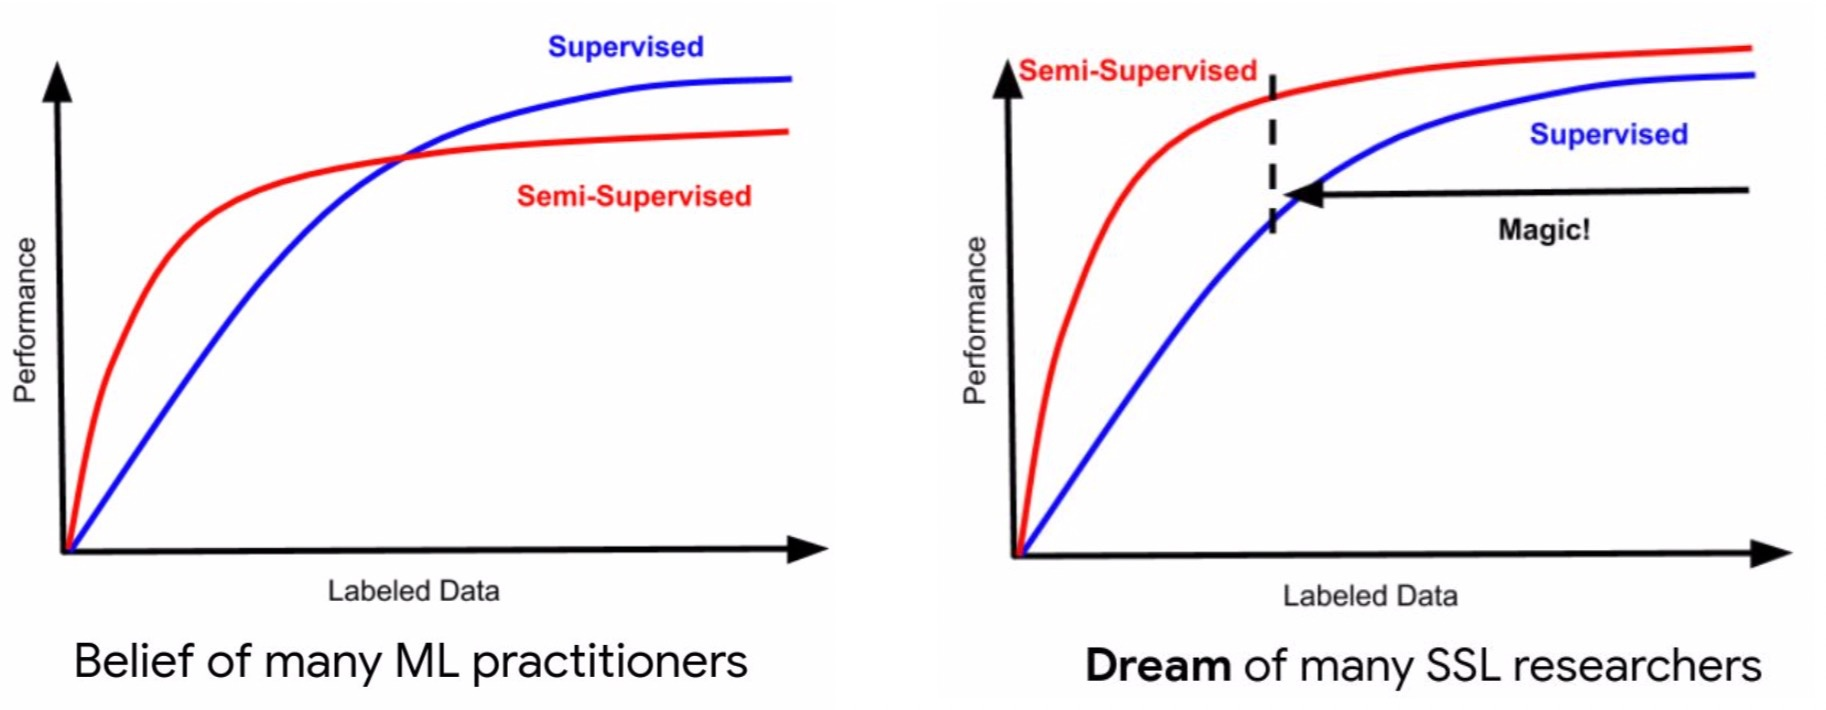 Supervised
Semi-Supervised
Performance
Labeled Data
Belief of many ML practitioners
Semi-Supervised
Supervised
Magic!
Performance
Labeled Data
Dream of many SSL researchers